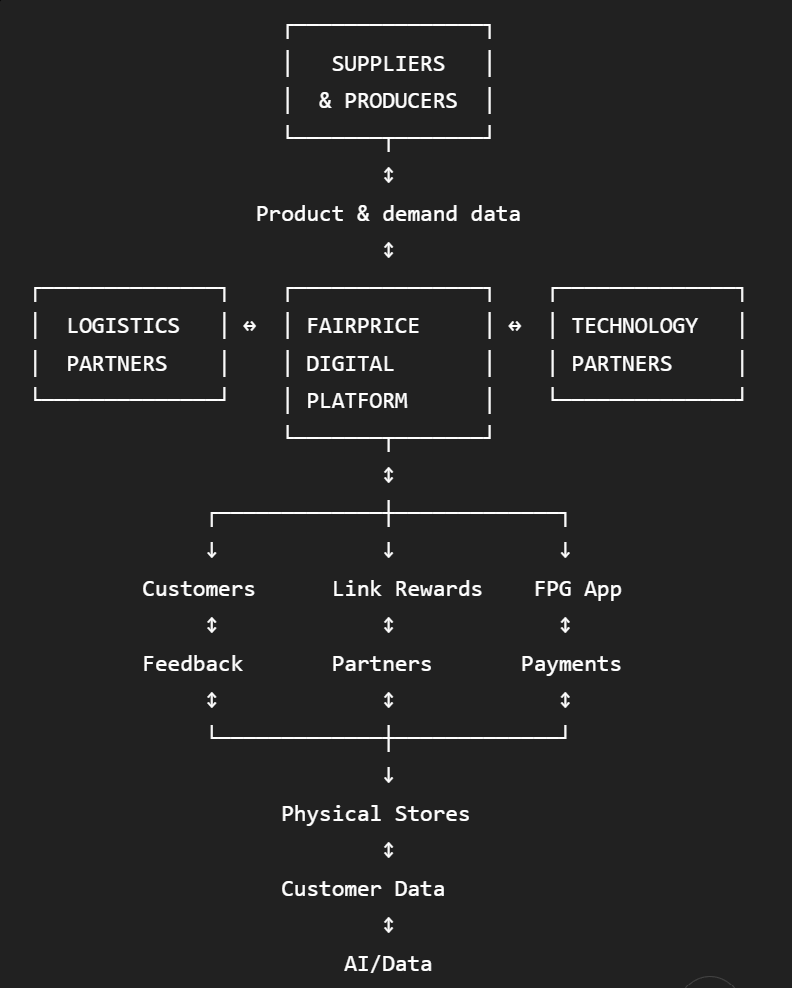 SUPPLIERS
& PRODUCERS
Product & demand data
LOGISTICS FAIRPRICE TECHNOLOGY
PARTNERS DIGITAL PARTNERS
PLATFORM
Customers Link Rewards FPG App
Feedback Partners Payments
Physical Stores
Customer Data
AI/Data